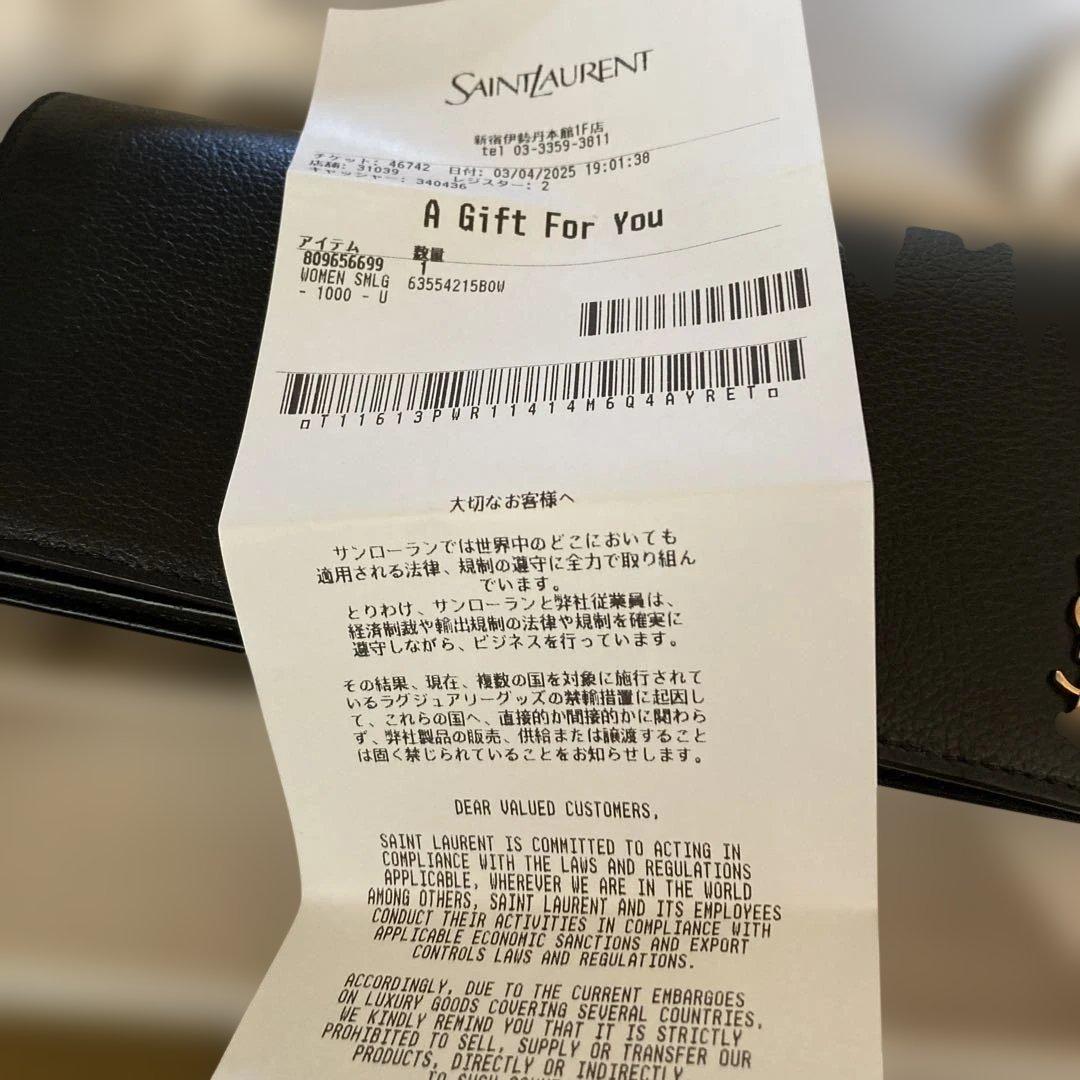 SAINT LAURENT
新宿伊勢丹本館1F店
tel 03-3359-3811
チケット: 46742 日付: 03/04/2025 19:01:38
店舗: 31039 レジスター: 2
キャッシャー: 340436
A Gift For You
アイテム 数量
809656699 1
WOMEN SMLG 63554215BOW
- 1000 - U
T11613PWR11414M6Q4AYRET
大切なお客様へ
サンローランでは世界中のどこにおいても
適用される法律、規制の遵守に全力で取り組ん
でいます。
とりわけ、サンローランと弊社従業員は、
経済制裁や輸出規制の法律や規制を確実に
遵守しながら、ビジネスを行っています。
その結果、現在、複数の国を対象に施行されて
いるラグジュアリーグッズの禁輸措置に起因し
て、これらの国へ、直接的か間接的かに関わら
ず、弊社製品の販売、供給または譲渡すること
は固く禁じられていることをお知らせします。
DEAR VALUED CUSTOMERS,
SAINT LAURENT IS COMMITTED TO ACTING IN
COMPLIANCE WITH THE LAWS AND REGULATIONS
APPLICABLE, WHEREVER WE ARE IN THE WORLD
AMONG OTHERS, SAINT LAURENT AND ITS EMPLOYEES
CONDUCT THEIR ACTIVITIES IN COMPLIANCE WITH
APPLICABLE ECONOMIC SANCTIONS AND EXPORT
CONTROLS LAWS AND REGULATIONS.
ACCORDINGLY, DUE TO THE CURRENT EMBARGOES
ON LUXURY GOODS COVERING SEVERAL COUNTRIES,
WE KINDLY REMIND YOU THAT IT IS STRICTLY
PROHIBITED TO SELL, SUPPLY OR TRANSFER OUR
PRODUCTS, DIRECTLY OR INDIRECTLY